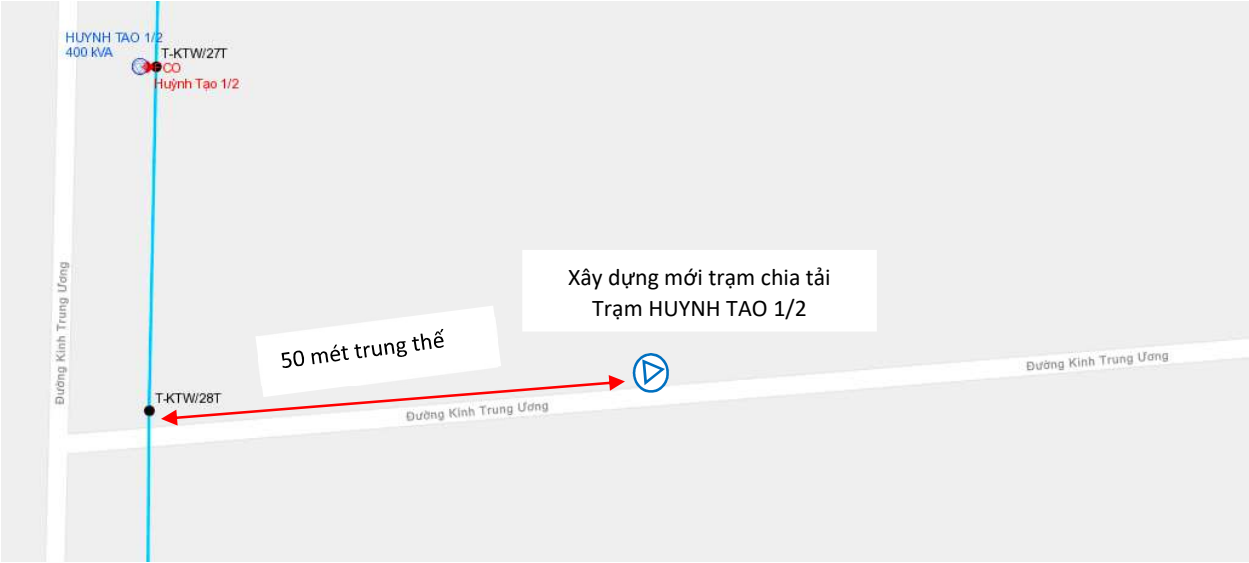 HUYNH TAO 1/2
400 kVA
T-KTW/27T
CO
Huỳnh Tạo 1/2
Xây dựng mới trạm chia tải
Trạm HUYNH TAO 1/2
50 mét trung thế
Đường Kinh Trung Ương
Đường Kinh Trung Ương
T-KTW/28T
Đường Kinh Trung Ương